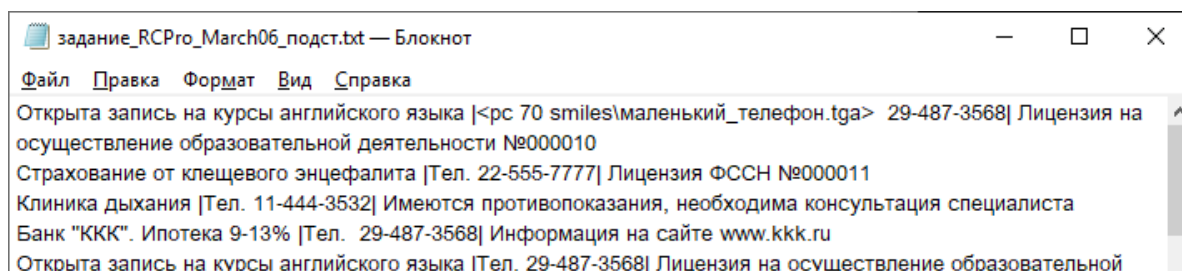 задание_RCPro_March06_подст.txt — Блокнот
Файл Правка Формат Вид Справка
Открыта запись на курсы английского языка |<pc 70 smiles\маленький_телефон.tga>  29-487-3568| Лицензия на
осуществление образовательной деятельности №000010
Страхование от клещевого энцефалита |Тел. 22-555-7777| Лицензия ФССН №000011
Клиника дыхания |Тел. 11-444-3532| Имеются противопоказания, необходима консультация специалиста
Банк "ККК". Ипотека 9-13% |Тел.  29-487-3568| Информация на сайте www.kkk.ru
Открыта запись на курсы английского языка |Тел. 29-487-3568| Лицензия на осуществление образовательной